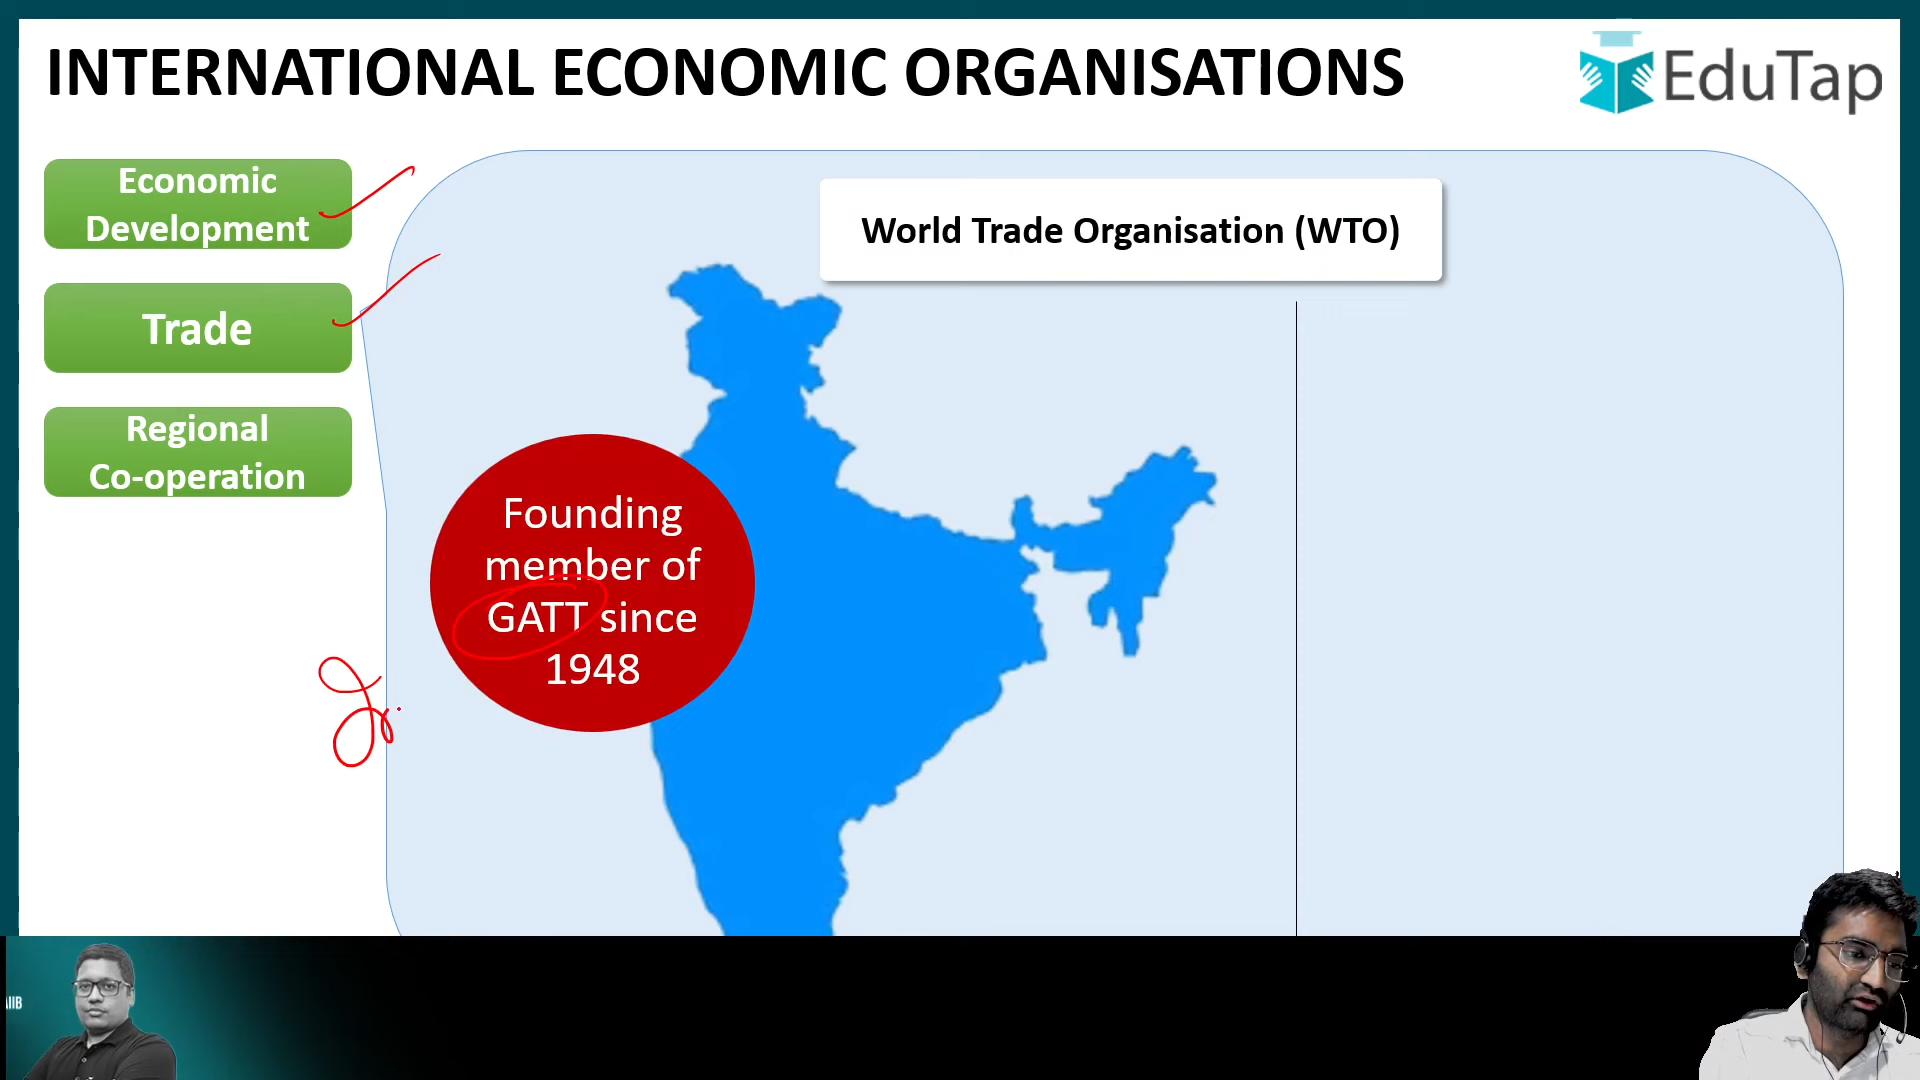 INTERNATIONAL ECONOMIC ORGANISATIONS
EduTap
Economic
Development
Trade
Regional
Co-operation
World Trade Organisation (WTO)
Founding
member of
GATT since
1948